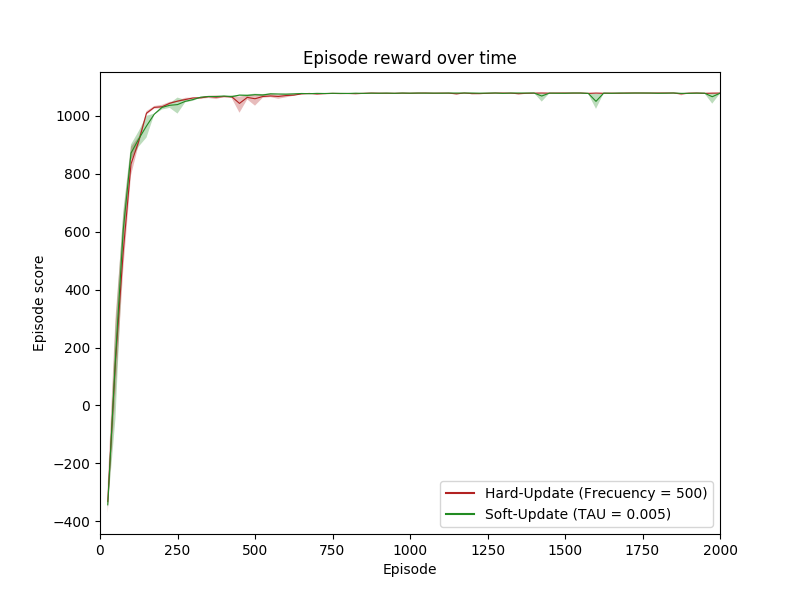 Episode reward over time
Episode score
1000
800
600
400
200
0
−200
−400
Hard-Update (Frecuency = 500)
Soft-Update (TAU = 0.005)
0 250 500 750 1000 1250 1500 1750 2000
Episode